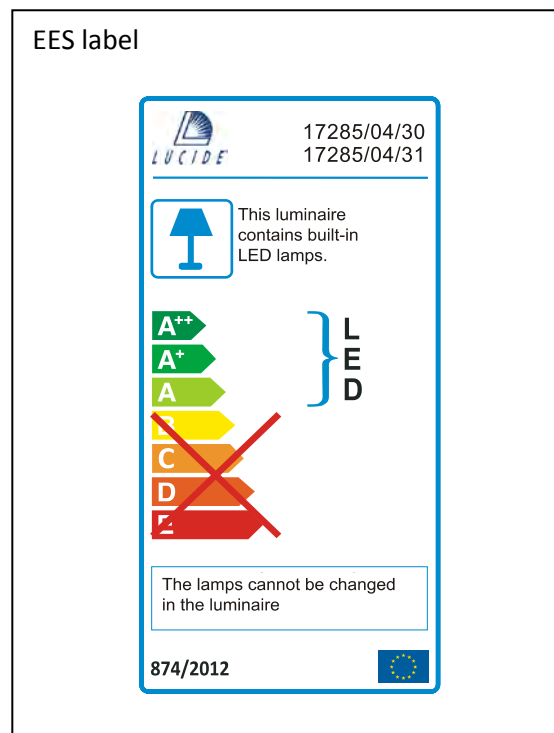 EES label
LUCIDE
17285/04/30
17285/04/31
This luminaire
contains built-in
LED lamps.
A++
A+
A
B
C
D
E
L
E
D
The lamps cannot be changed
in the luminaire
874/2012